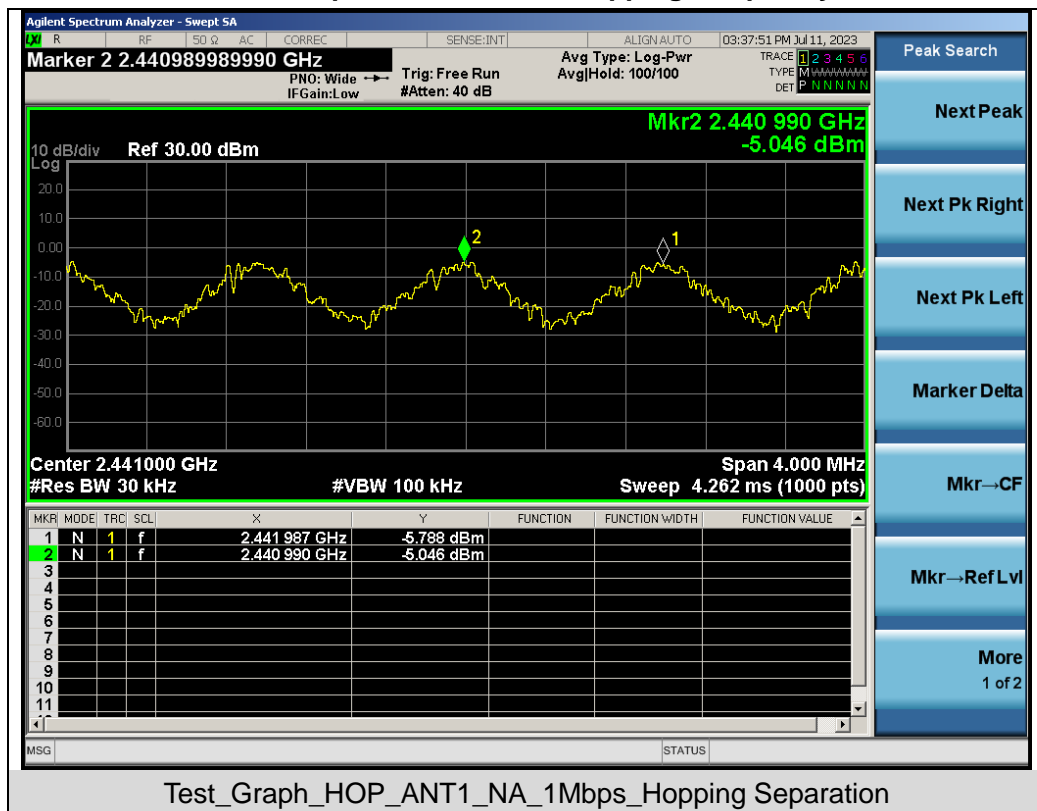 Agilent Spectrum Analyzer - Swept SA
LXI R RF 50 Ω AC CORREC SENSE:INT ALIGN AUTO 03:37:51 PM Jul 11, 2023
Marker 2 2.440989989990 GHz
PNO: Wide
IFGain:Low
Trig: Free Run
#Atten: 40 dB
Avg Type: Log-Pwr
Avg|Hold: 100/100
TRACE 1 2 3 4 5 6
TYPE M WWWWW
DET P N N N N N
Mkr2 2.440 990 GHz
-5.046 dBm
10 dB/div Ref 30.00 dBm
Log
20.0
10.0
0.00
-10.0
-20.0
-30.0
-40.0
-50.0
-60.0
2
1
Center 2.441000 GHz Span 4.000 MHz
#Res BW 30 kHz #VBW 100 kHz Sweep 4.262 ms (1000 pts)
MKR MODE TRC SCL X Y FUNCTION FUNCTION WIDTH FUNCTION VALUE
1 N 1 f 2.441 987 GHz -5.788 dBm
2 N 1 f 2.440 990 GHz -5.046 dBm
3
4
5
6
7
8
9
10
11
MSG STATUS
Peak Search
Next Peak
Next Pk Right
Next Pk Left
Marker Delta
Mkr→CF
Mkr→Ref Lvl
More
1 of 2
Test_Graph_HOP_ANT1_NA_1Mbps_Hopping Separation